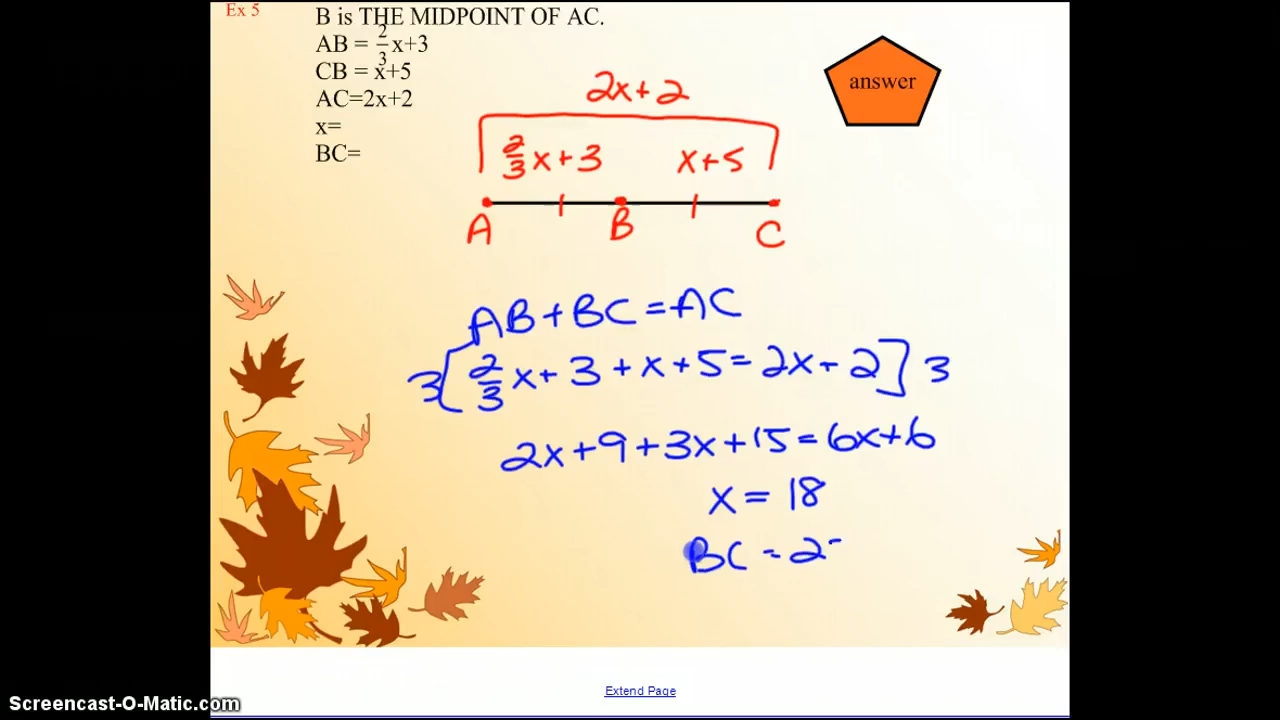 Ex 5
B is THE MIDPOINT OF AC.
AB = 2/3x+3
CB = x+5
AC=2x+2
x=
BC=
answer
2x+2
2/3x+3 x+5
A B C
AB+BC=AC
3[2/3x+3+x+5=2x+2]3
2x+9+3x+15=6x+6
x=18
BC=2
Extend Page
Screencast-O-Matic.com